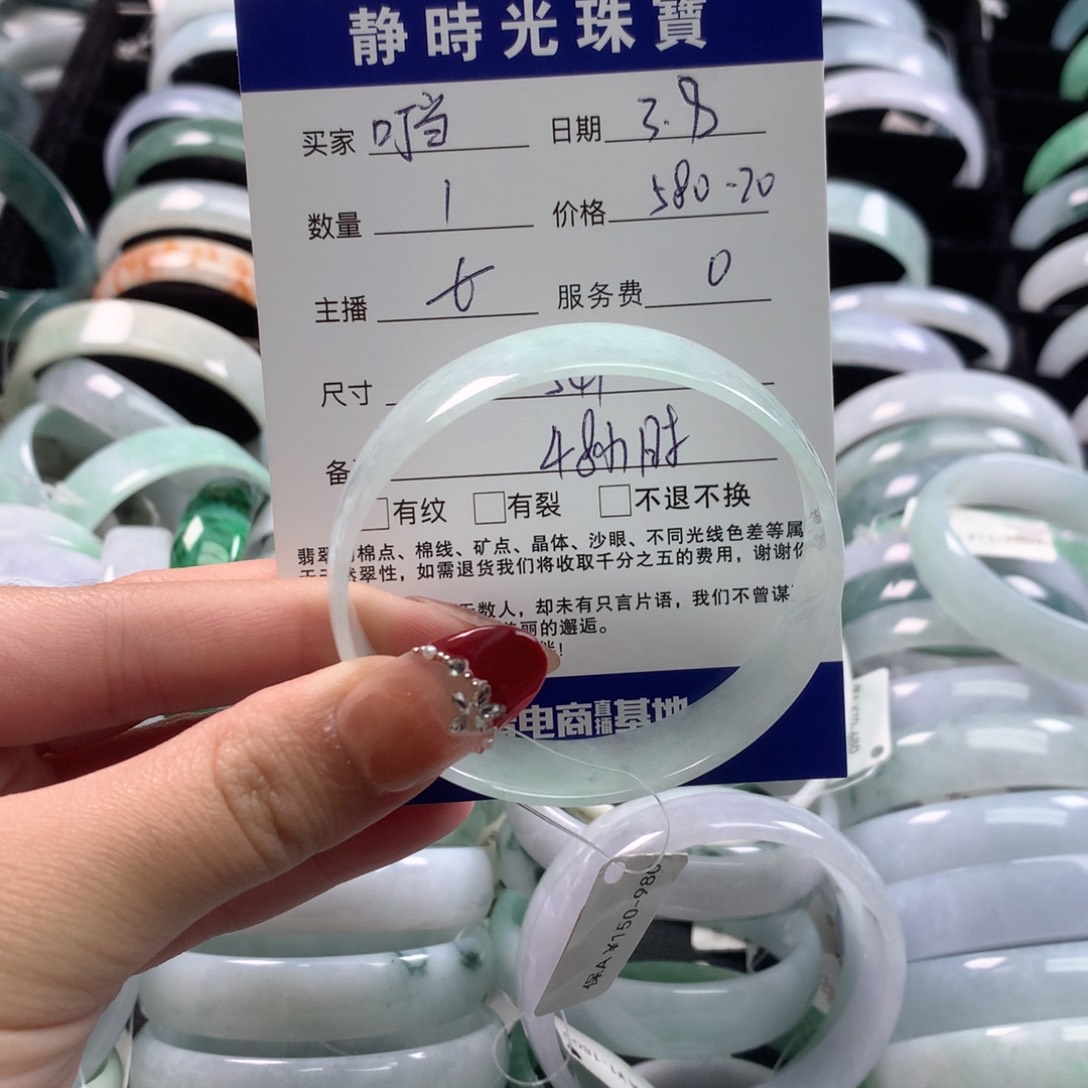 静時光珠寶
买家 叮当 日期 3.8
数量 1 价格 580-20
主播 服务费 0
尺寸
备 48小时
□有纹 □有裂 □不退不换
翡翠 棉点、棉线、矿点、晶体、沙眼、不同光线色差等属
翠性，如需退货我们将收取千分之五的费用，谢谢
数人，却未有只言片语，我们不曾谋
丽的邂逅。
电商直播基地
保A ¥150-980